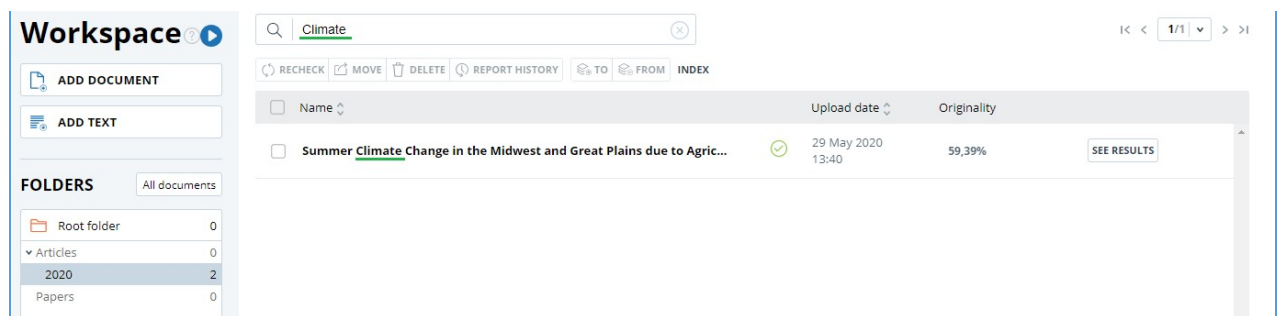 Workspace ?
ADD DOCUMENT
ADD TEXT
FOLDERS All documents
Root folder 0
Articles 0
2020 2
Papers 0
Climate 1/1
RECHECK MOVE DELETE REPORT HISTORY TO FROM INDEX
Name Upload date Originality
Summer Climate Change in the Midwest and Great Plains due to Agric... 29 May 2020 59,39% SEE RESULTS
13:40